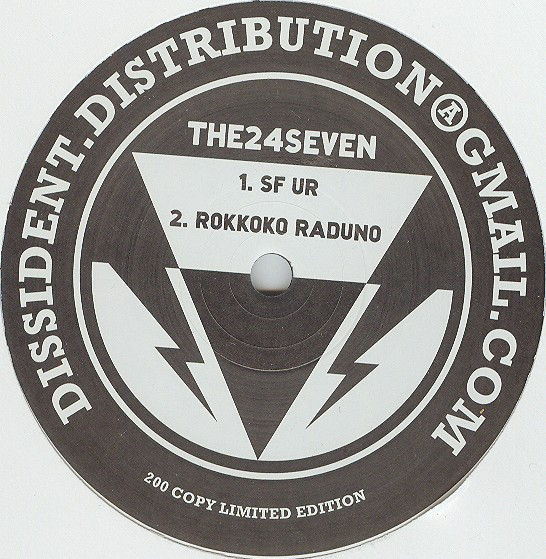 DISSIDENT.DISTRIBUTION@GMAIL.COM
THE24SEVEN
1. SF UR
2. ROKKOKO RADUNO
200 COPY LIMITED EDITION